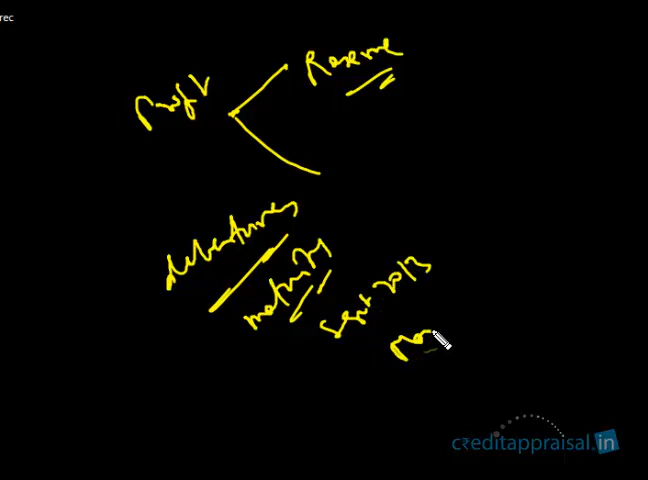 rec
Reserve
Profit
debentures
maturity
Sept 2013
creditappraisal.in